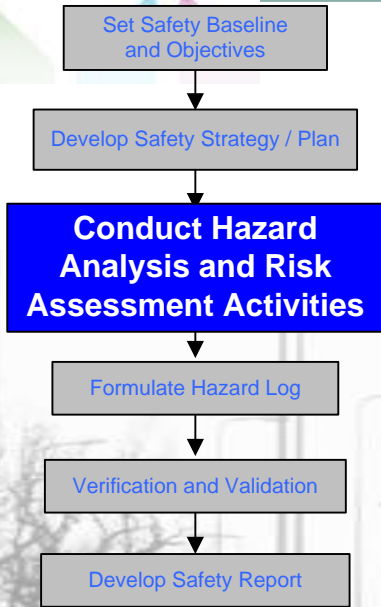 Set Safety Baseline
and Objectives
Develop Safety Strategy / Plan
Conduct Hazard
Analysis and Risk
Assessment Activities
Formulate Hazard Log
Verification and Validation
Develop Safety Report